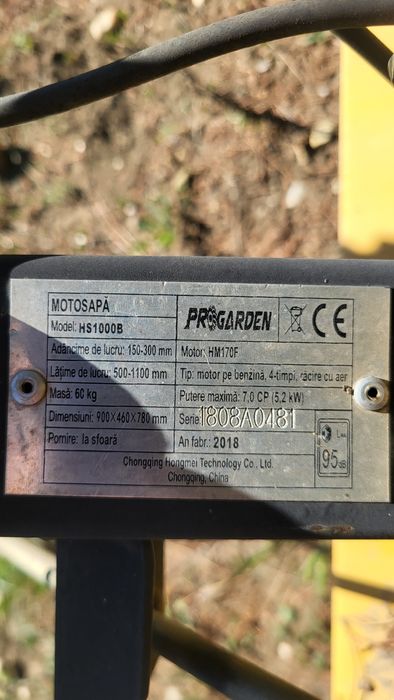 MOTOSAPĂ
Model: HS1000B
PROGARDEN
CE
Adâncime de lucru: 150-300 mm
Motor: HM170F
Lățime de lucru: 500-1100 mm
Tip: motor pe benzină, 4-timpi, răcire cu aer
Masă: 60 kg
Putere maximă: 7,0 CP (5,2 kW)
Dimensiuni: 900×460×780 mm
Serie: 1808A0481
Pornire: la sfoară
An fabr.: 2018
LWA
95 dB
Chongqing Hongmei Technology Co., Ltd.
Chongqing, China